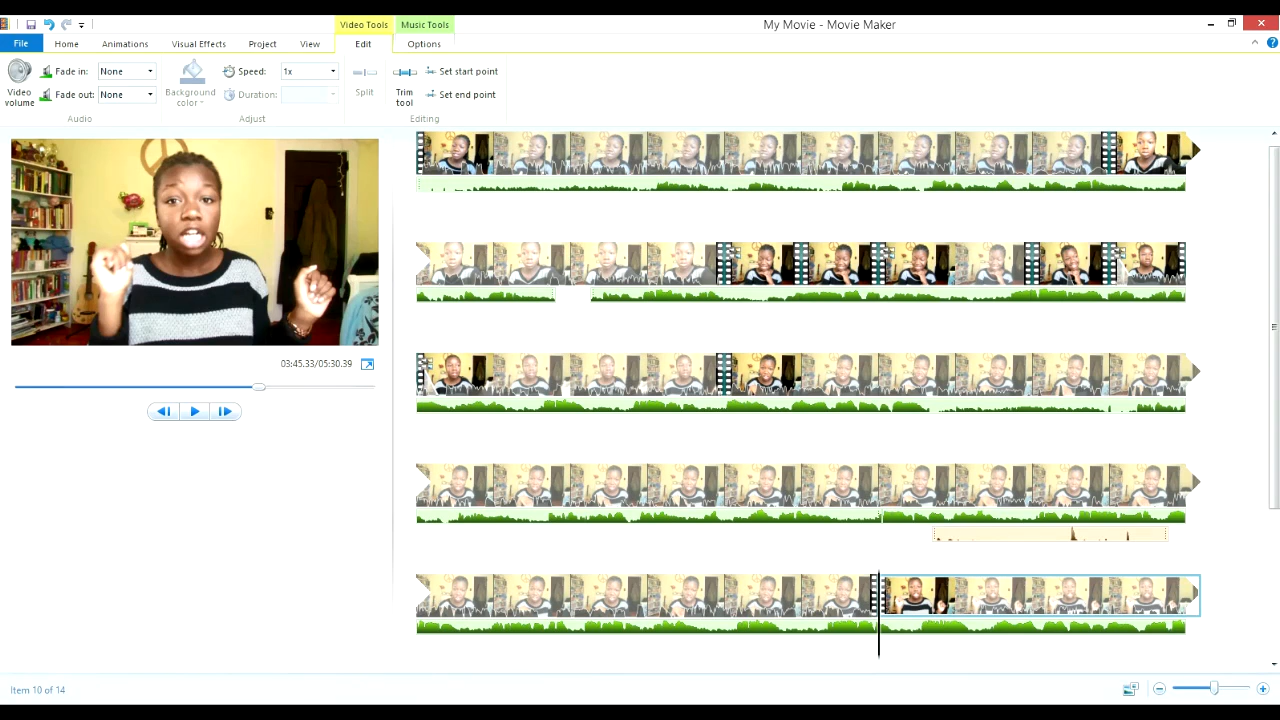 Video Tools Music Tools My Movie - Movie Maker
File Home Animations Visual Effects Project View Edit Options
Video volume
Fade in: None
Fade out: None
Audio
Background color
Speed: 1x
Duration:
Adjust
Split
Trim tool
Set start point
Set end point
Editing
03:45.33/05:30.39
Item 10 of 14